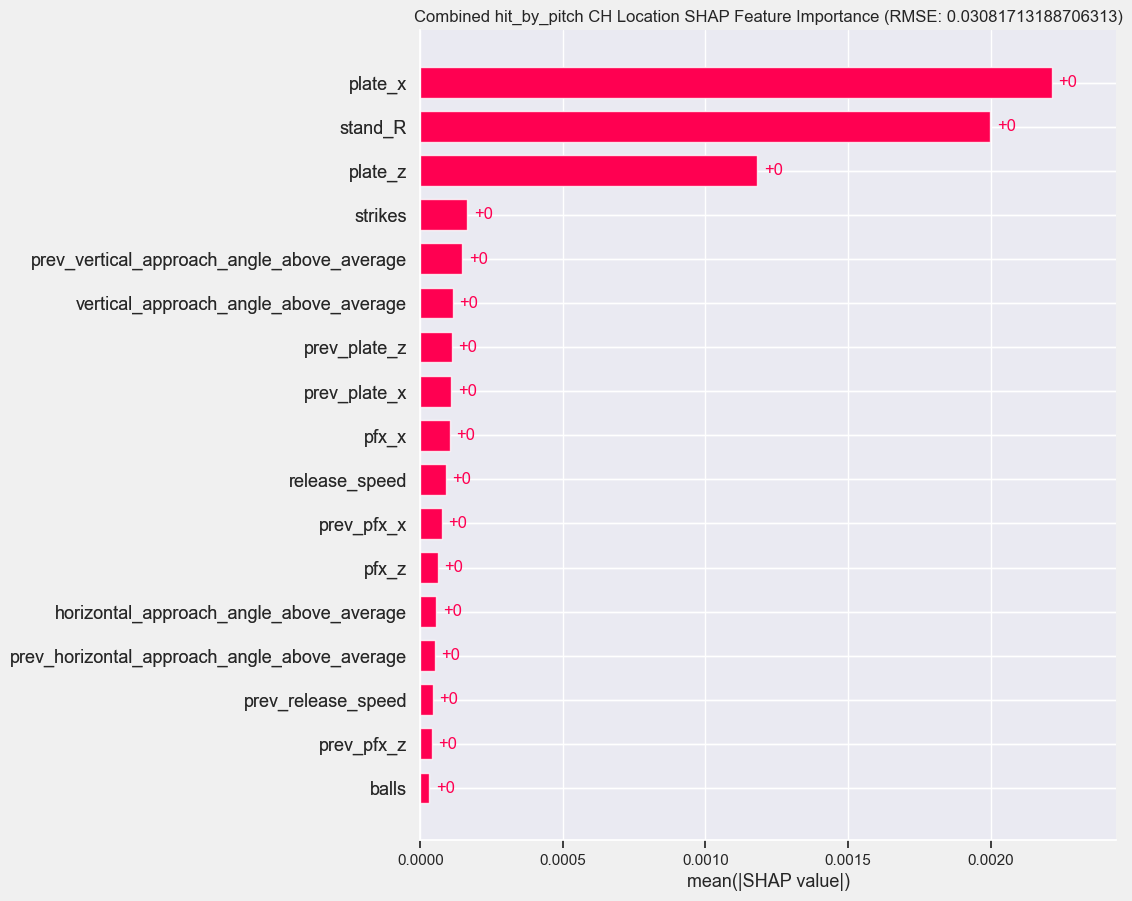 Combined hit_by_pitch CH Location SHAP Feature Importance (RMSE: 0.03081713188706313)
plate_x +0
stand_R +0
plate_z +0
strikes +0
prev_vertical_approach_angle_above_average +0
vertical_approach_angle_above_average +0
prev_plate_z +0
prev_plate_x +0
pfx_x +0
release_speed +0
prev_pfx_x +0
pfx_z +0
horizontal_approach_angle_above_average +0
prev_horizontal_approach_angle_above_average +0
prev_release_speed +0
prev_pfx_z +0
balls +0
0.0000 0.0005 0.0010 0.0015 0.0020
mean(|SHAP value|)